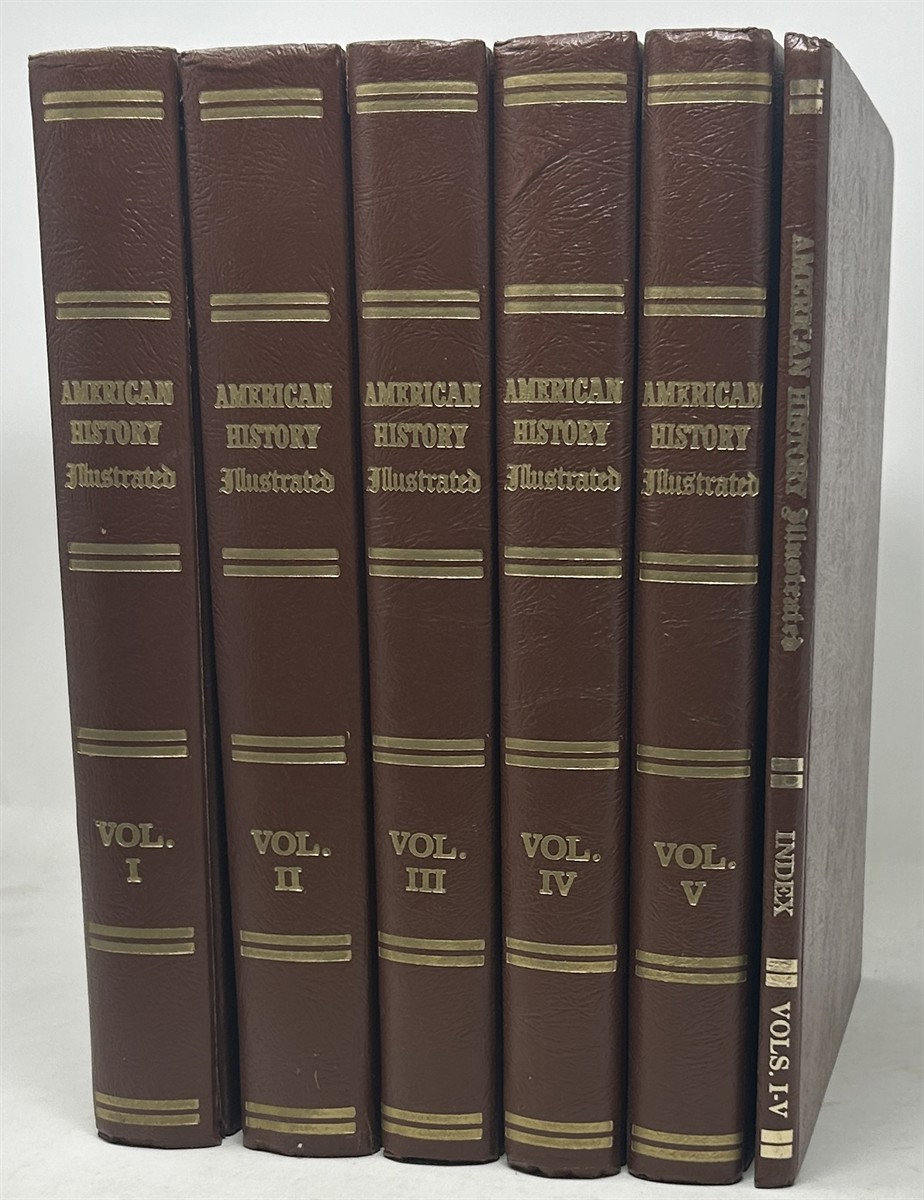 AMERICAN
HISTORY
Illustrated
VOL.
I
AMERICAN
HISTORY
Illustrated
VOL.
II
AMERICAN
HISTORY
Illustrated
VOL.
III
AMERICAN
HISTORY
Illustrated
VOL.
IV
AMERICAN
HISTORY
Illustrated
VOL.
V
AMERICAN HISTORY Illustrated INDEX VOLS. I-V